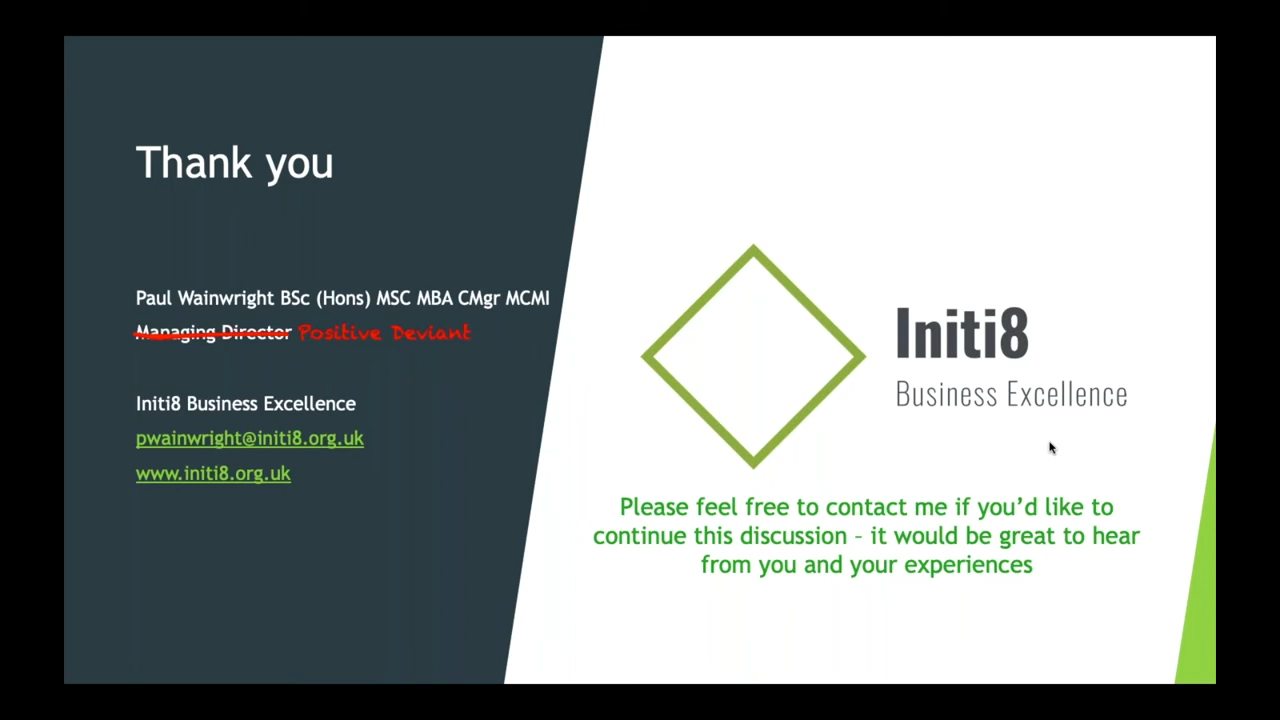 Thank you
Paul Wainwright BSc (Hons) MSC MBA CMgr MCMI
Managing Director Positive Deviant
Initi8 Business Excellence
pwainwright@initi8.org.uk
www.initi8.org.uk
Initi8
Business Excellence
Please feel free to contact me if you’d like to
continue this discussion – it would be great to hear
from you and your experiences